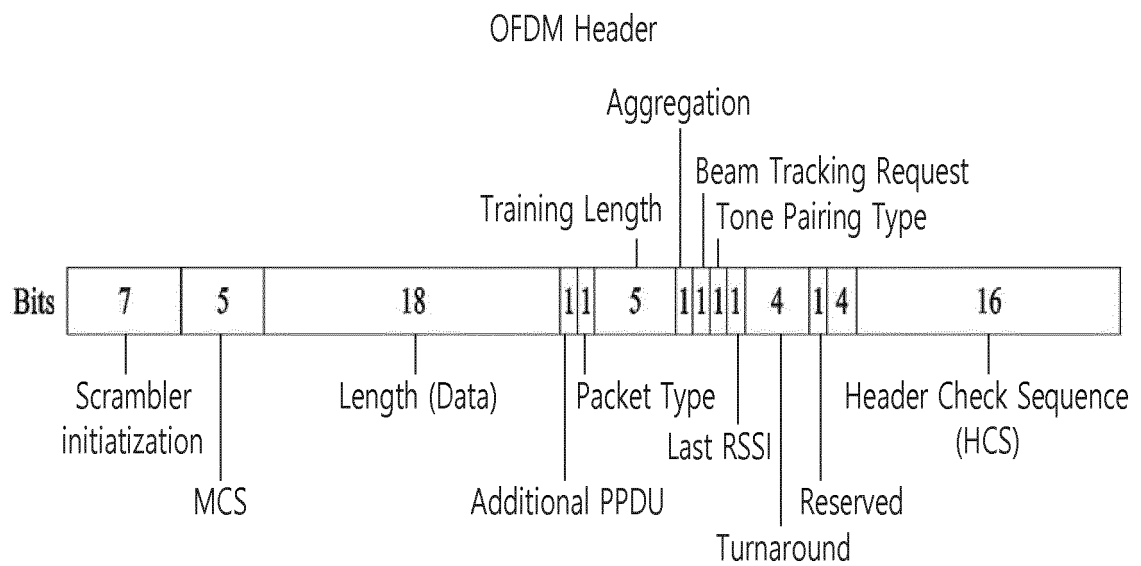 OFDM Header
Aggregation
Beam Tracking Request
Training Length
Tone Pairing Type
Bits 7 5 18 1 1 5 1 1 1 1 4 1 4 16
Scrambler
initiatization
Length (Data)
Packet Type
Header Check Sequence
(HCS)
Last RSSI
MCS
Additional PPDU
Reserved
Turnaround